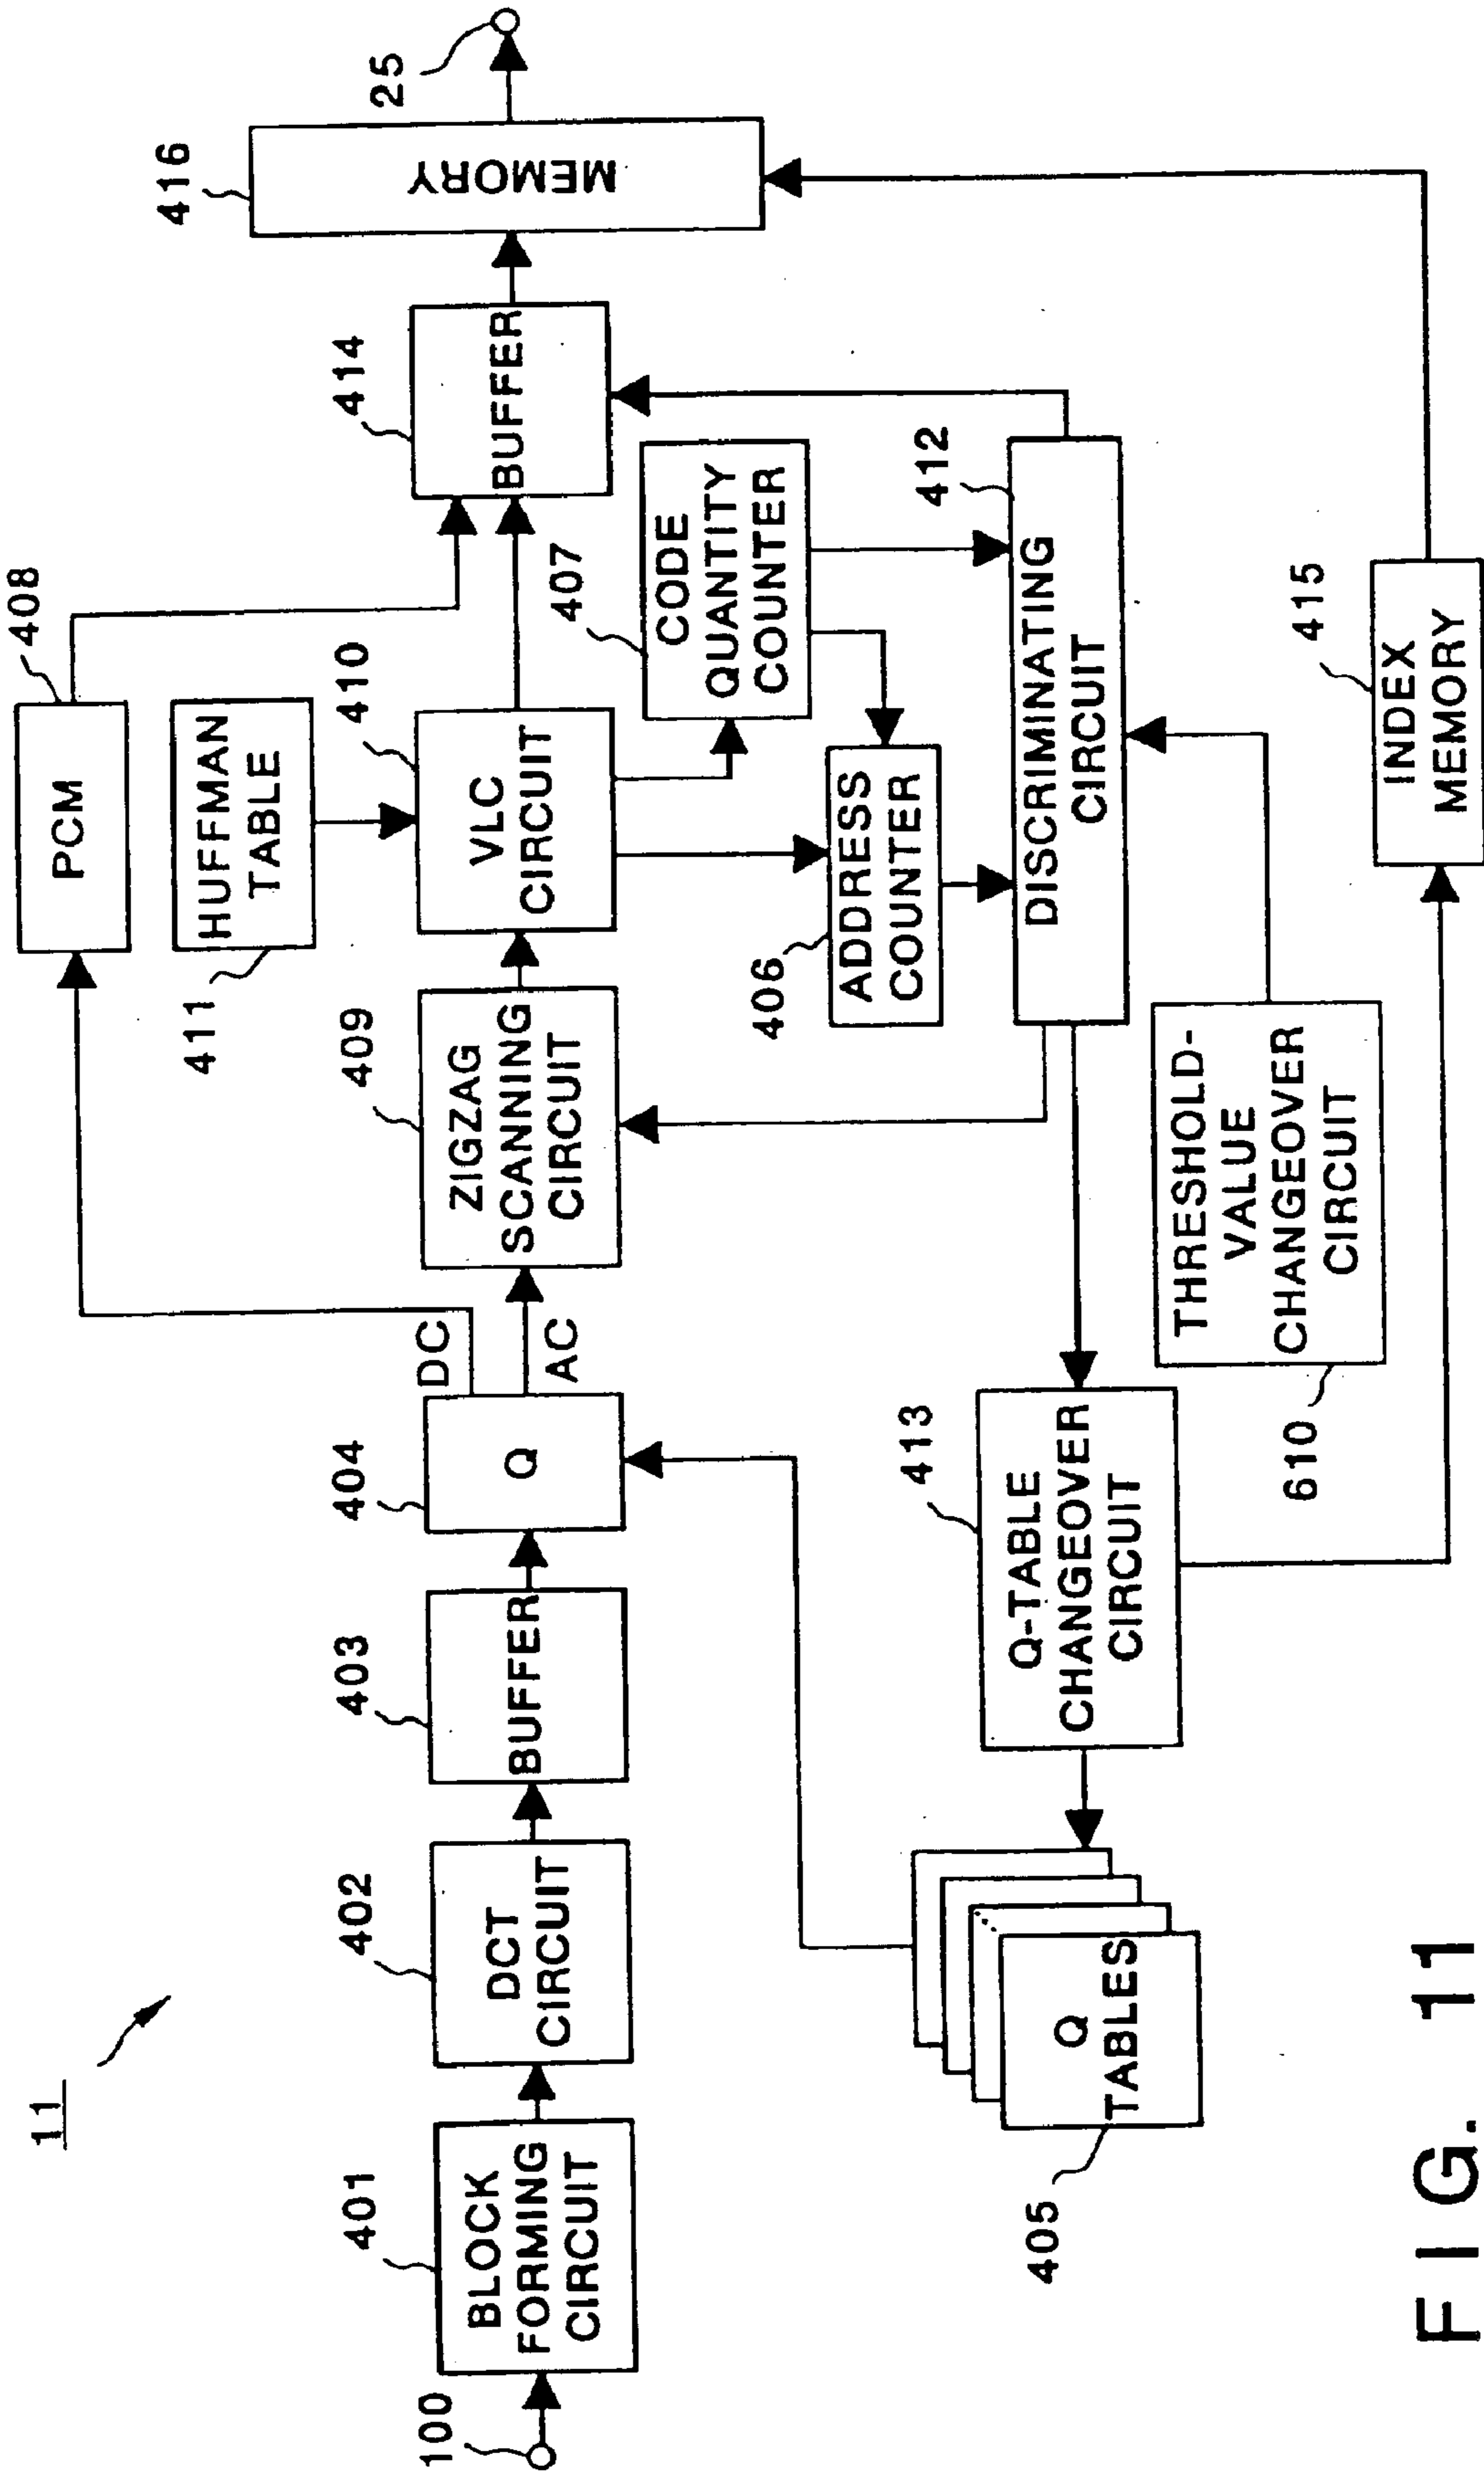 11
100
401
BLOCK
FORMING
CIRCUIT
402
DCT
CIRCUIT
403
BUFFER
404
Q
DC
AC
409
ZIGZAG
SCANNING
CIRCUIT
408
PCM
HUFFMAN
TABLE
411
410
VLC
CIRCUIT
414
BUFFER
416
MEMORY
25
407
CODE
QUANTITY
COUNTER
406
ADDRESS
COUNTER
412
DISCRIMINATING
CIRCUIT
405
Q
TABLES
413
Q-TABLE
CHANGEOVER
CIRCUIT
THRESHOLD-
VALUE
CHANGEOVER
CIRCUIT
610
415
INDEX
MEMORY
FIG. 11